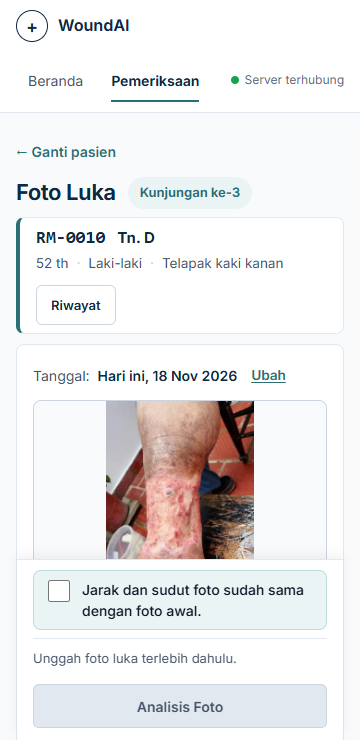 + WoundAI
Beranda Pemeriksaan Server terhubung
← Ganti pasien
Foto Luka Kunjungan ke-3
RM-0010 Tn. D
52 th · Laki-laki · Telapak kaki kanan
Riwayat
Tanggal: Hari ini, 18 Nov 2026 Ubah
Jarak dan sudut foto sudah sama
dengan foto awal.
Unggah foto luka terlebih dahulu.
Analisis Foto